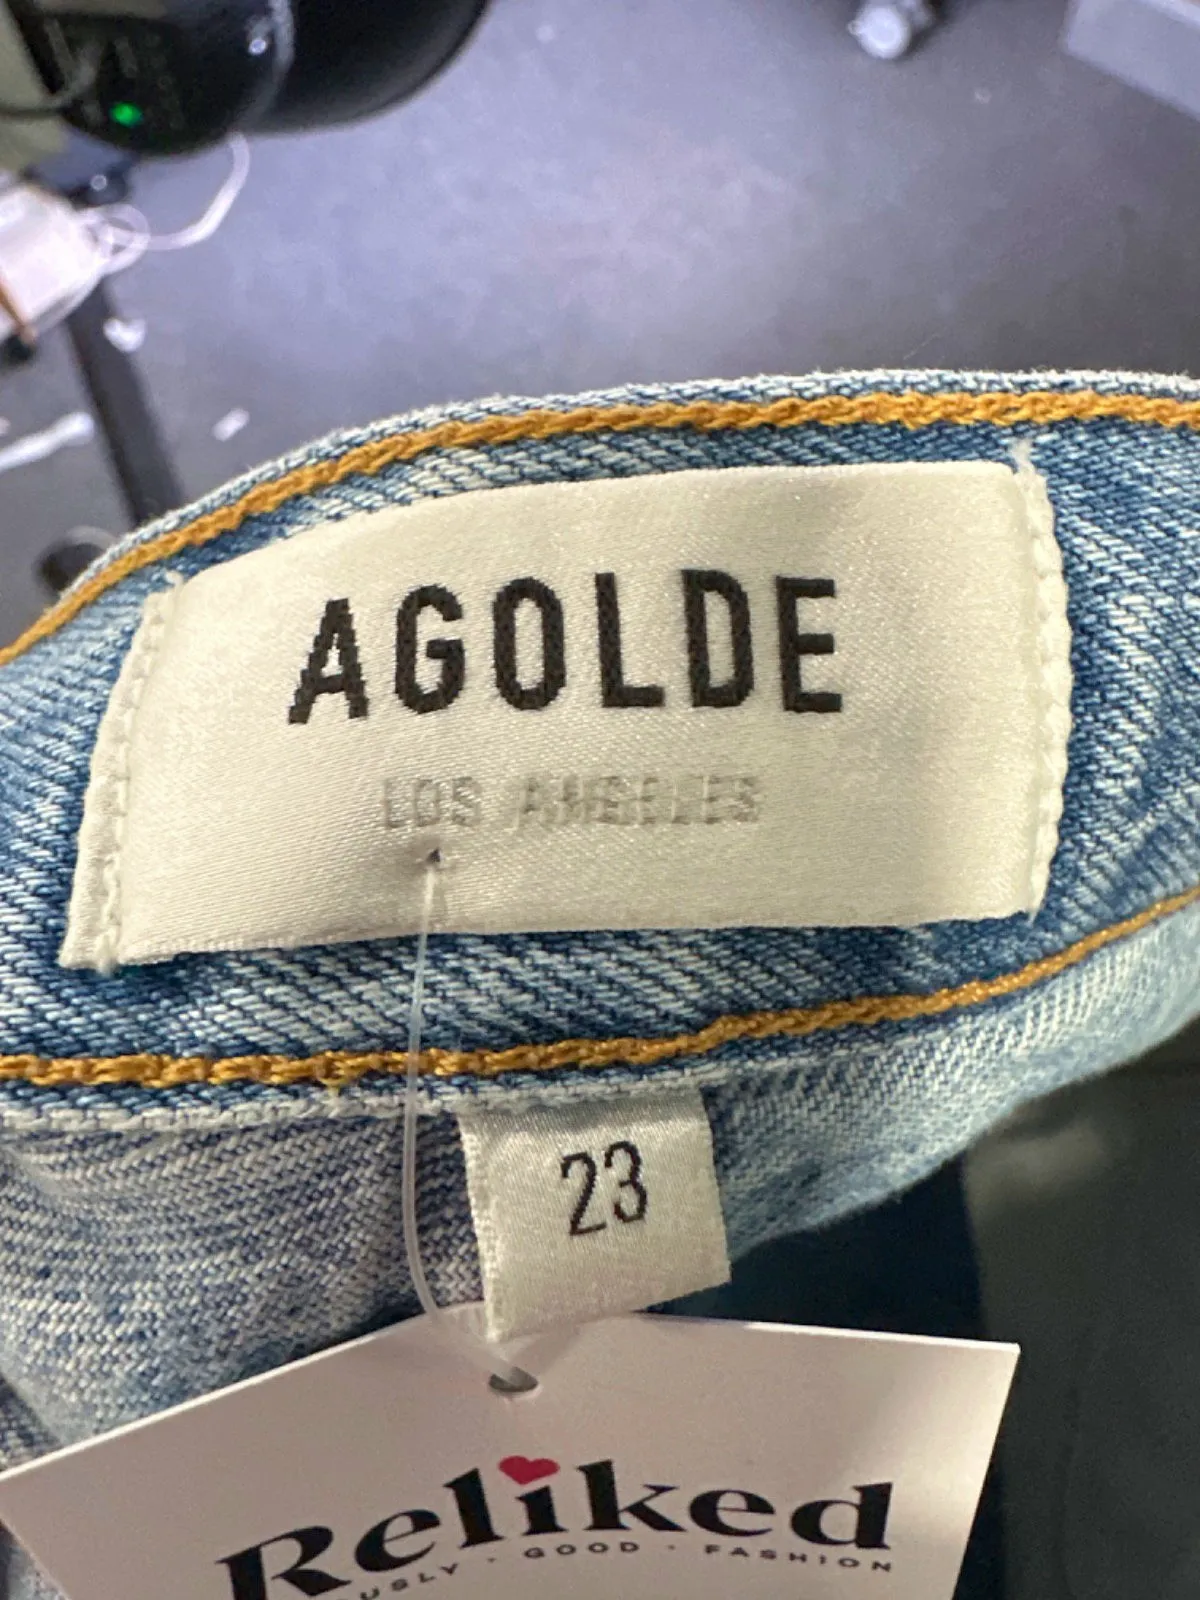 AGOLDE
LOS ANGELES
23
Reliked
· GOOD · FASHION